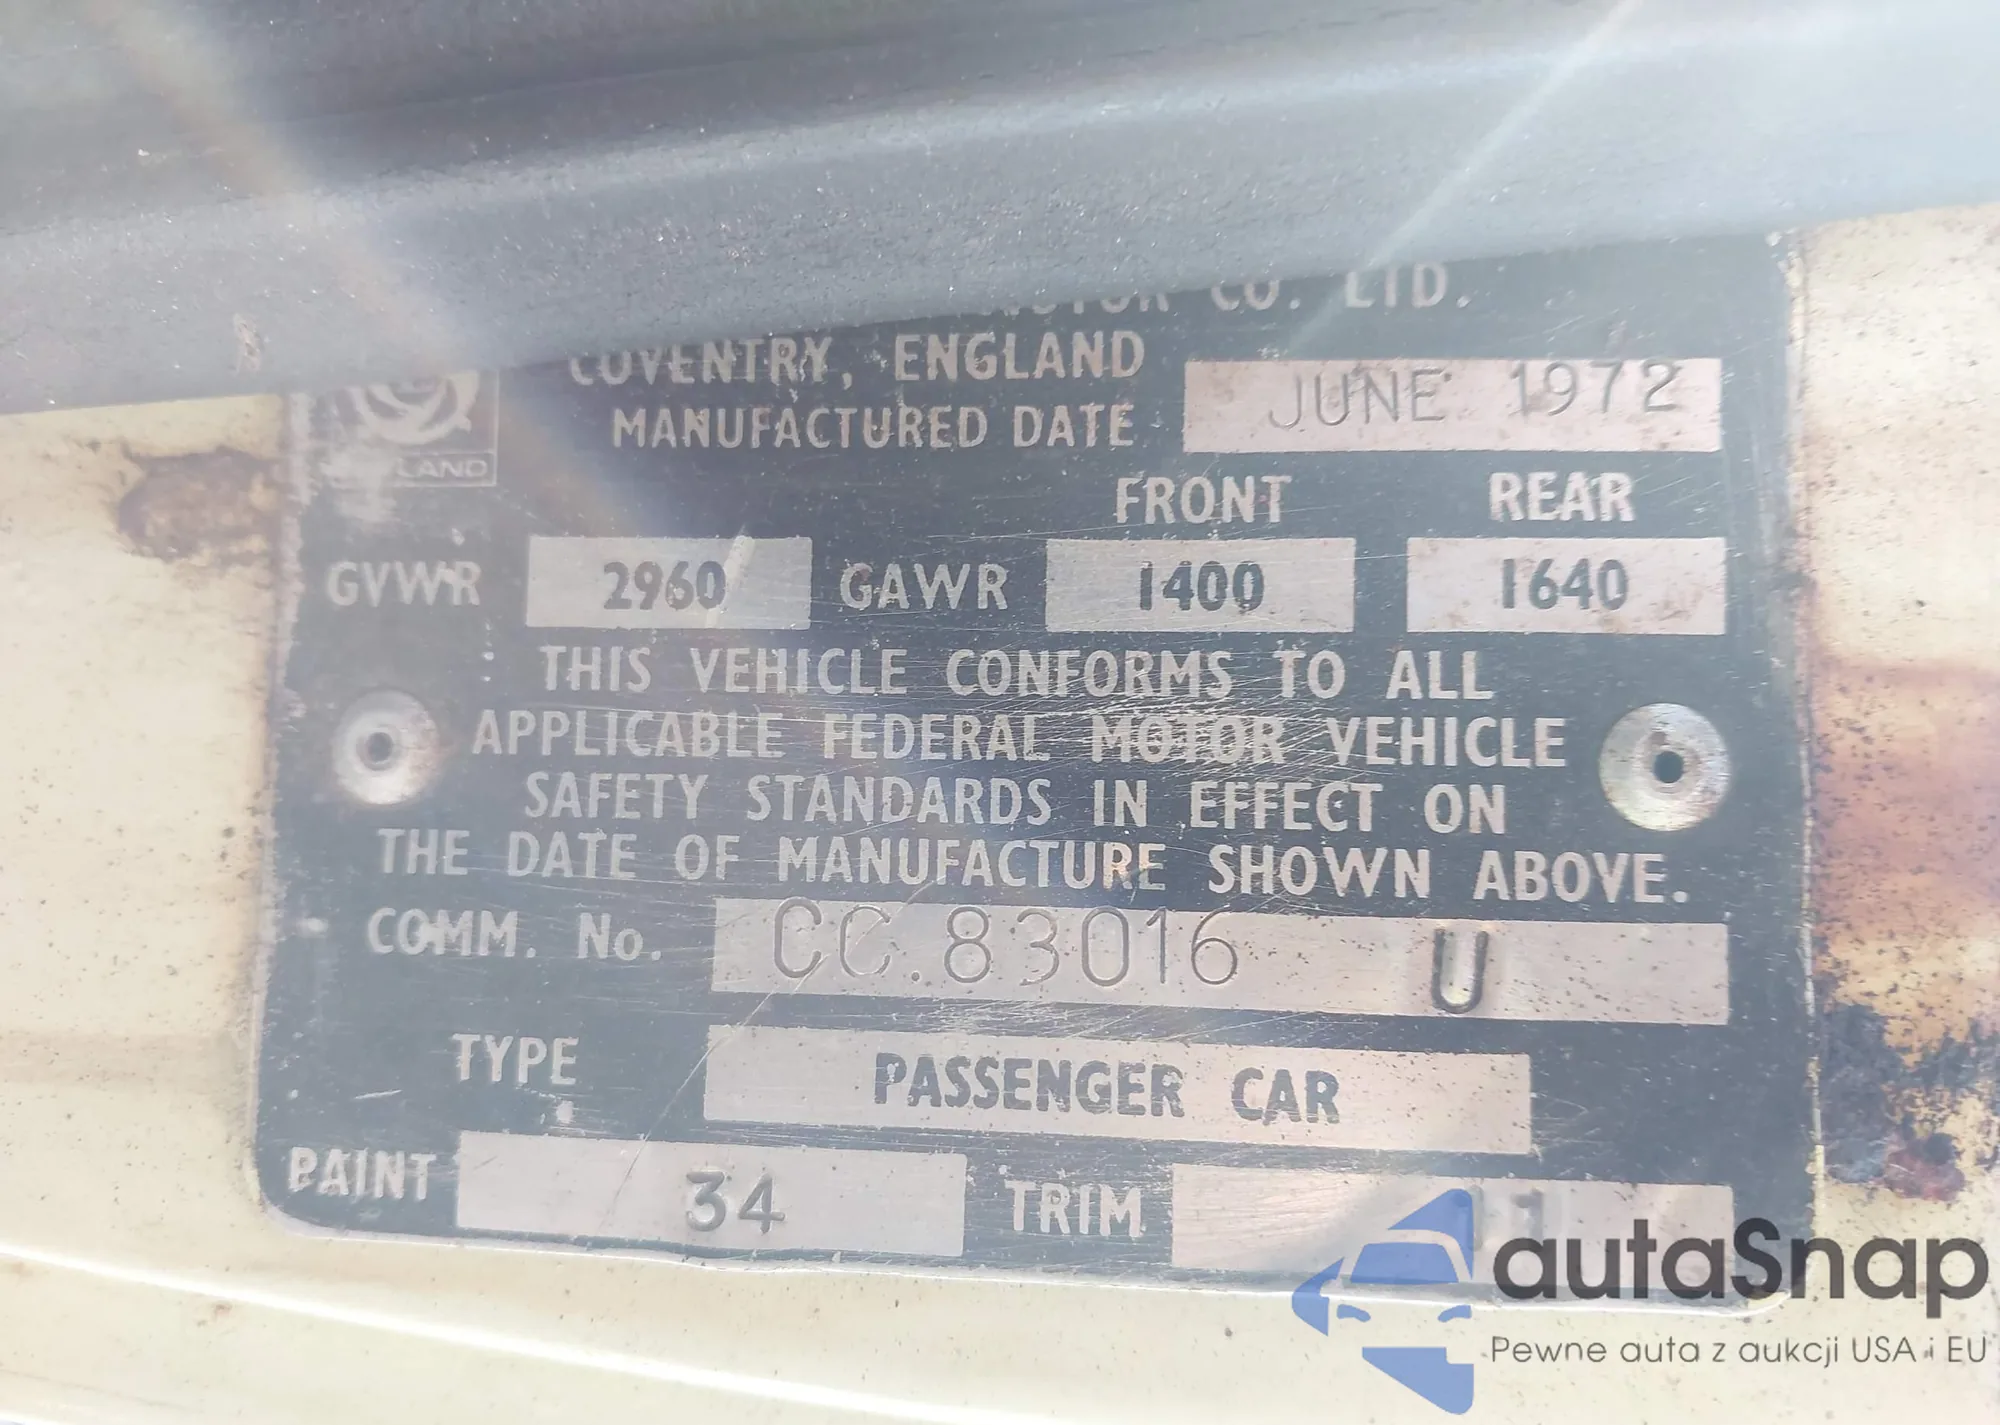 CO. LTD.
COVENTRY, ENGLAND
MANUFACTURED DATE JUNE 1972
FRONT REAR
GVWR 2960 GAWR 1400 1640
THIS VEHICLE CONFORMS TO ALL
APPLICABLE FEDERAL MOTOR VEHICLE
SAFETY STANDARDS IN EFFECT ON
THE DATE OF MANUFACTURE SHOWN ABOVE.
COMM. No. CC.83016 U
TYPE PASSENGER CAR
PAINT 34 TRIM 11
autaSnap
Pewne auta z aukcji USA i EU